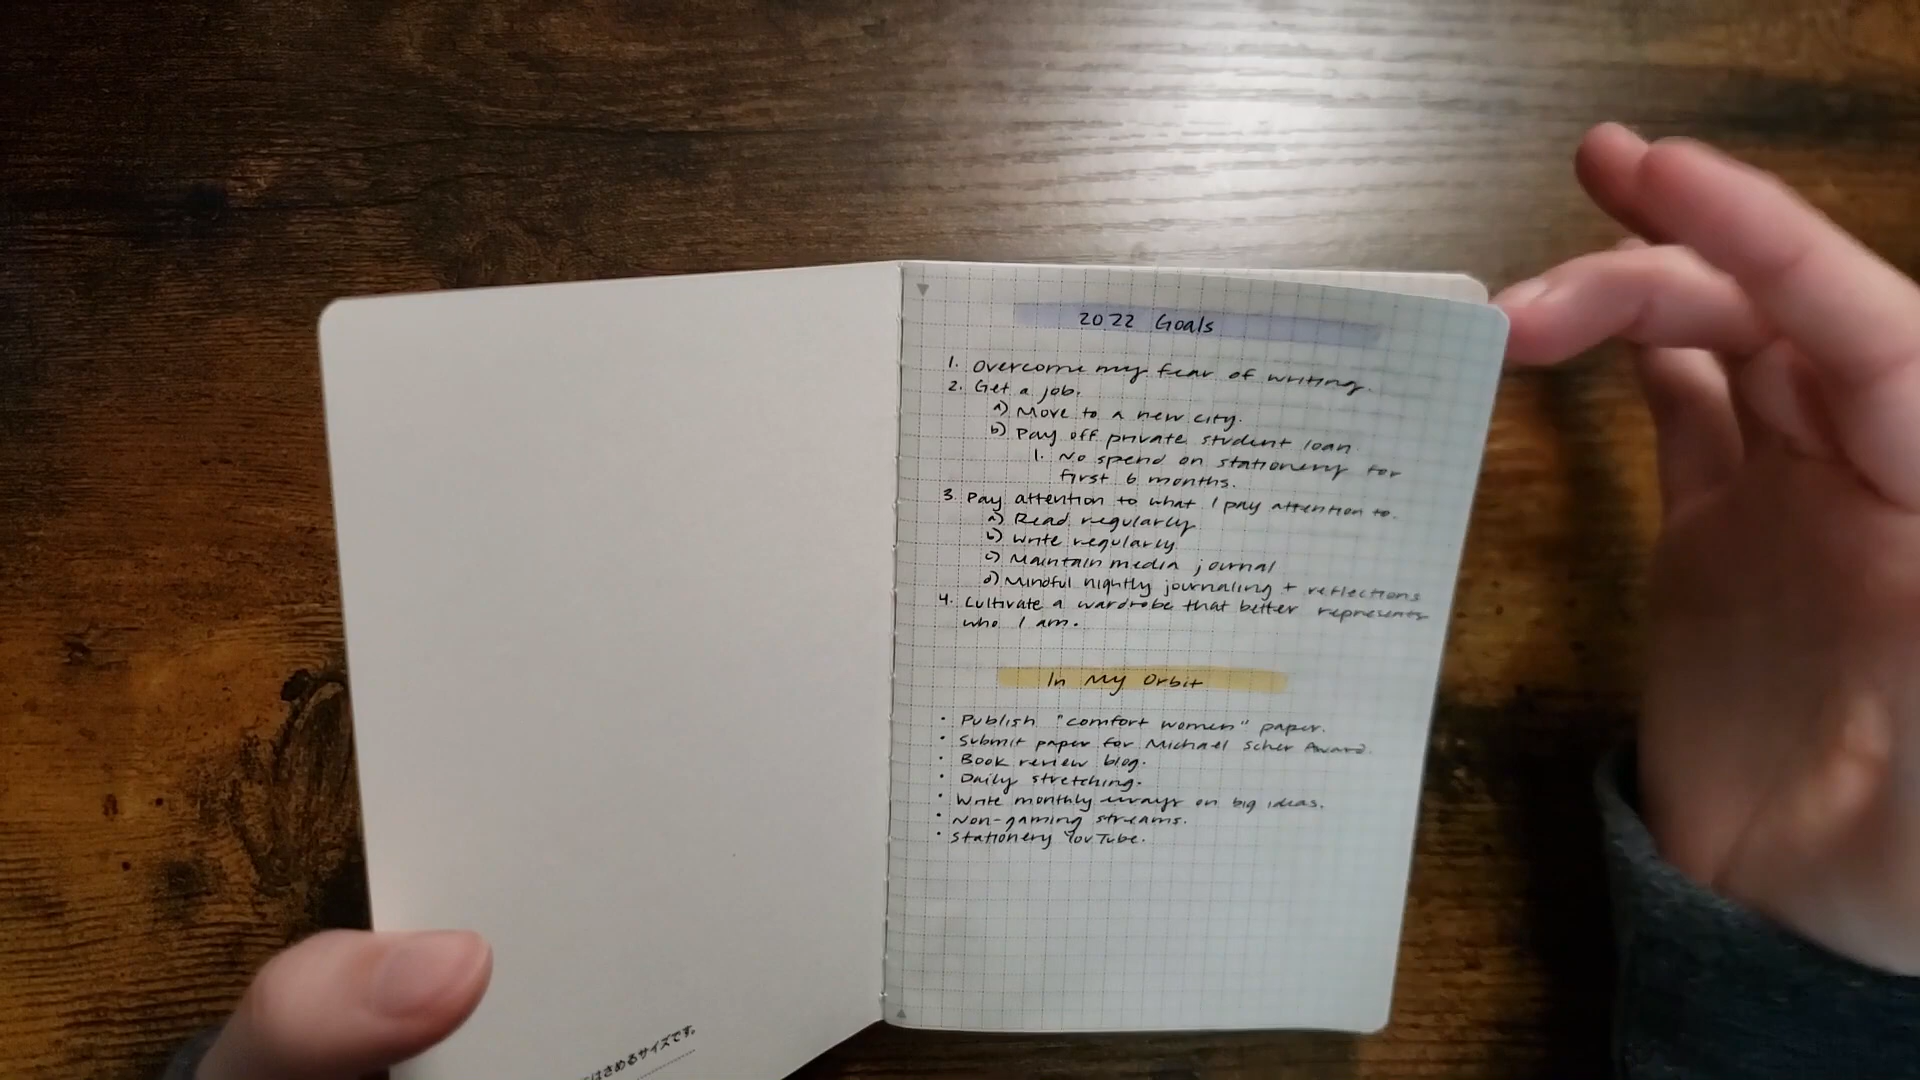 2022 Goals
1. Overcome my fear of writing.
2. Get a job.
a) Move to a new city.
b) Pay off private student loan
1. No spend on stationery for
first 6 months.
3. Pay attention to what I pay attention to.
a) Read regularly
b) Write regularly
c) Maintain media journal
d) Mindful nightly journaling + reflections
4. Cultivate a wardrobe that better represents
who I am.
In My Orbit
• Publish "comfort women" paper.
• Submit paper for Michael Scher Award.
• Book review blog.
• Daily stretching.
• Write monthly essays on big ideas.
• Non-gaming streams.
• Stationery YouTube.
はさめるサイズです。